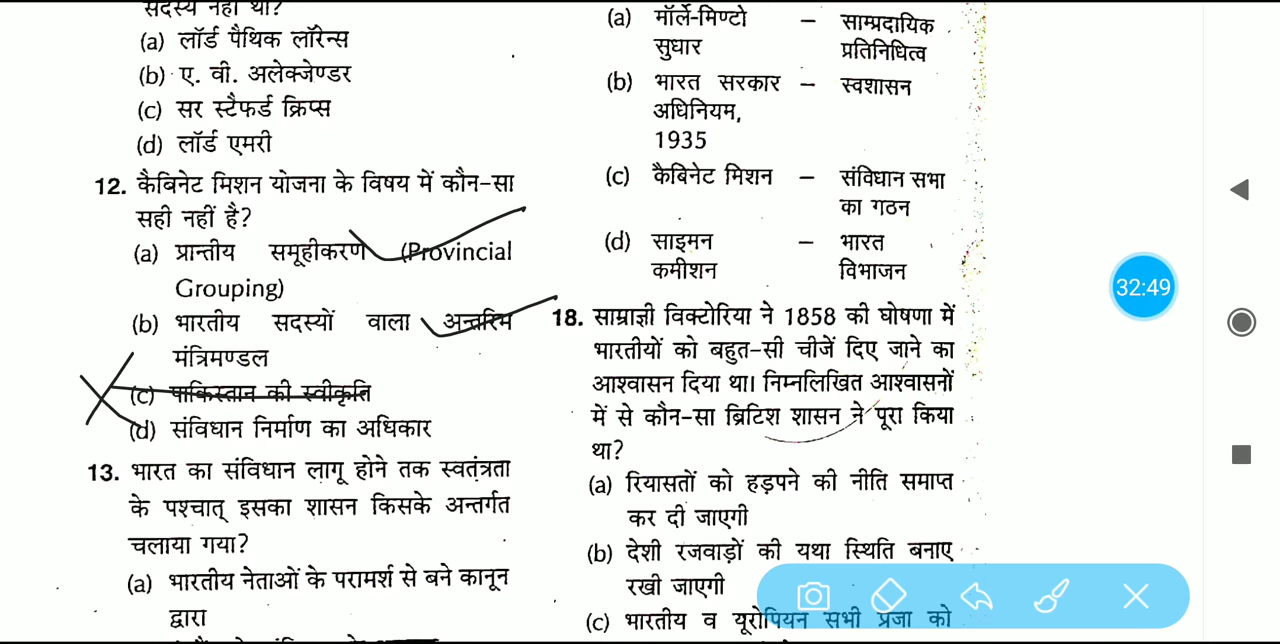 सदस्य नहीं था?
(a) लॉर्ड पैथिक लॉरेन्स
(b) ए. वी. अलेक्जेण्डर
(c) सर स्टैफर्ड क्रिप्स
(d) लॉर्ड एमरी
12. कैबिनेट मिशन योजना के विषय में कौन-सा
सही नहीं है?
(a) प्रान्तीय समूहीकरण (Provincial
Grouping)
(b) भारतीय सदस्यों वाला अन्तरिम
मंत्रिमण्डल
(c) पाकिस्तान की स्वीकृति
(d) संविधान निर्माण का अधिकार
13. भारत का संविधान लागू होने तक स्वतंत्रता
के पश्चात् इसका शासन किसके अन्तर्गत
चलाया गया?
(a) भारतीय नेताओं के परामर्श से बने कानून
द्वारा
(a) मॉर्ले-मिण्टो – साम्प्रदायिक
सुधार प्रतिनिधित्व
(b) भारत सरकार – स्वशासन
अधिनियम,
1935
(c) कैबिनेट मिशन – संविधान सभा
का गठन
(d) साइमन – भारत
कमीशन विभाजन
18. साम्राज्ञी विक्टोरिया ने 1858 की घोषणा में
भारतीयों को बहुत-सी चीजें दिए जाने का
आश्वासन दिया था। निम्नलिखित आश्वासनों
में से कौन-सा ब्रिटिश शासन ने पूरा किया
था?
(a) रियासतों को हड़पने की नीति समाप्त
कर दी जाएगी
(b) देशी रजवाड़ों की यथा स्थिति बनाए
रखी जाएगी
(c) भारतीय व यूरोपियन सभी प्रजा को
32:49